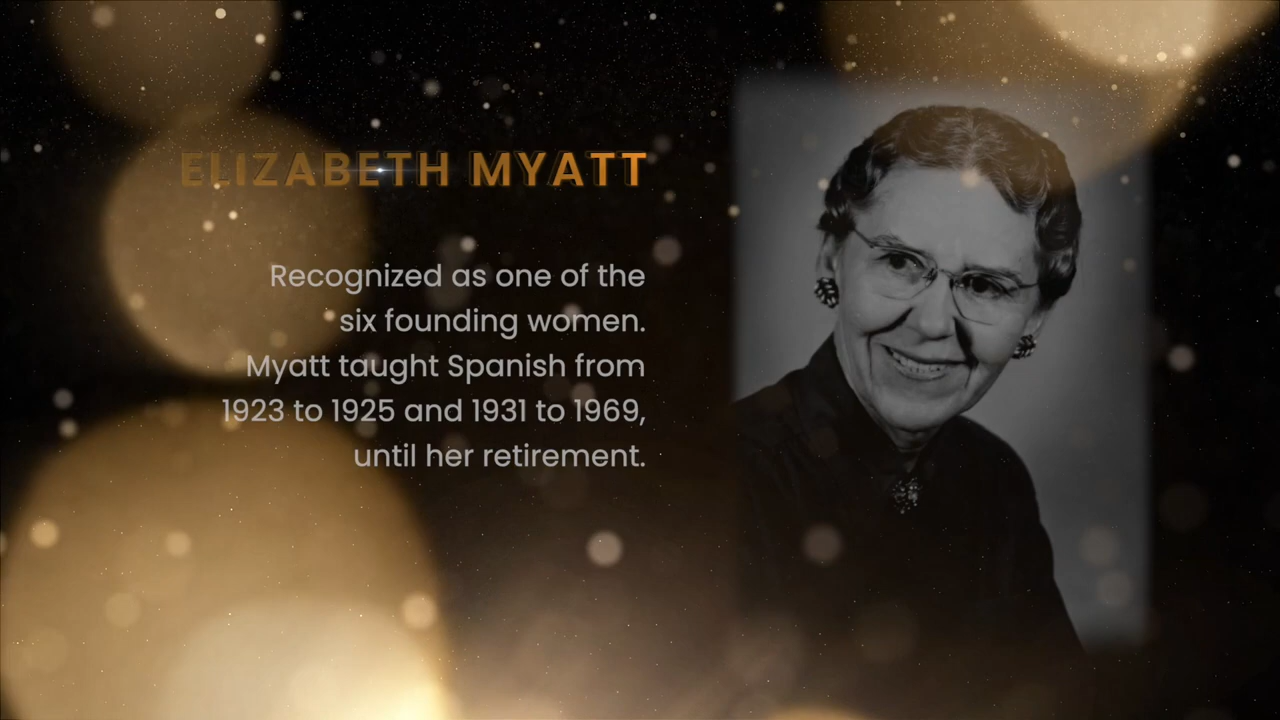 ELIZABETH MYATT
Recognized as one of the
six founding women.
Myatt taught Spanish from
1923 to 1925 and 1931 to 1969,
until her retirement.